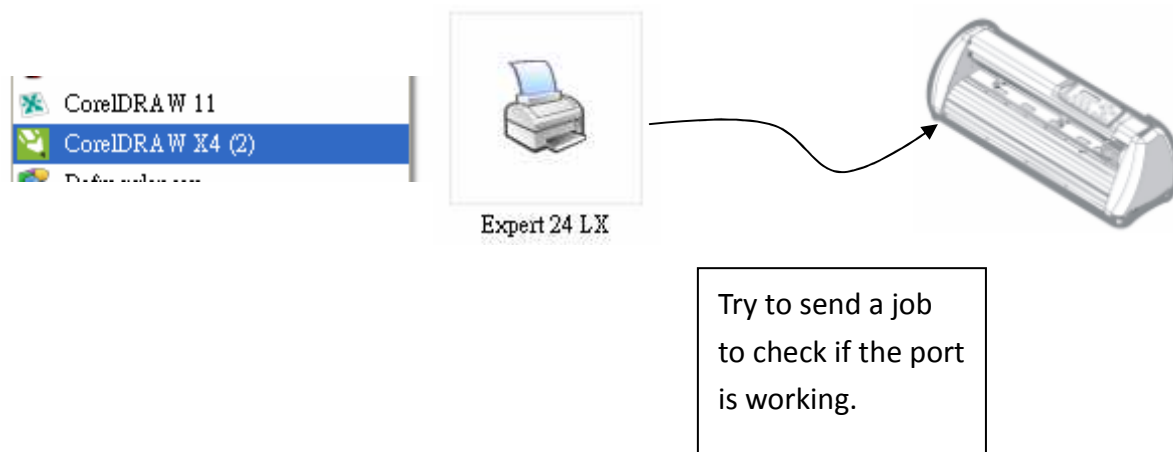 CorelDRAW 11
CorelDRAW X4 (2)
Expert 24 LX
Try to send a job
to check if the port
is working.